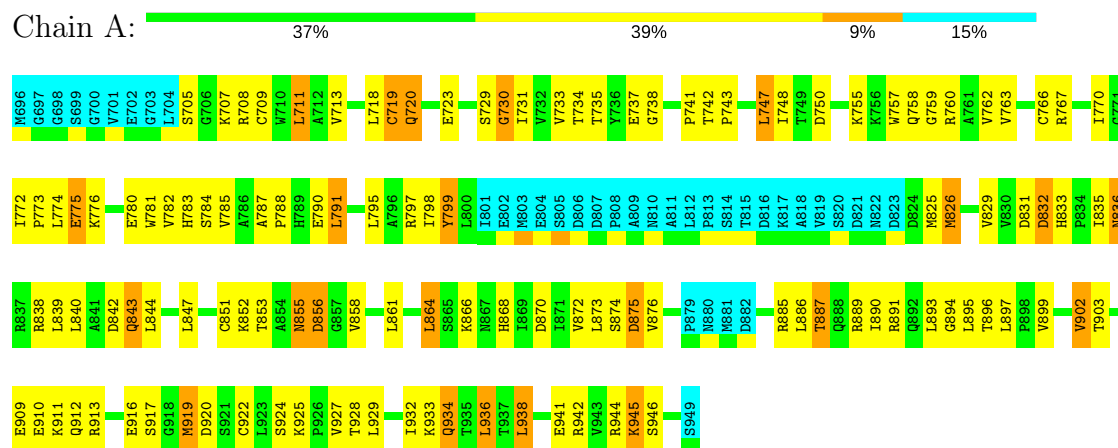 Chain A:
37% 39% 9% 15%
M696 G697 G698 S699 G700 V701 E702 G703 L704 S705 G706 K707 R708 C709 W710 L711 A712 V713 L718 C719 Q720 E723 S729 G730 I731 V732 V733 T734 T735 Y736 E737 G738 P741 T742 P743 L747 I748 T749 D750 K755 K756 W757 Q758 G759 R760 A761 V762 V763 C766 R767 I770 C771
I772 P773 L774 E775 K776 E780 W781 V782 H783 S784 V785 A786 A787 P788 H789 E790 L791 L795 A796 R797 I798 Y799 L800 I801 E802 M803 E804 S805 D806 D807 P808 A809 N810 A811 L812 P813 S814 T815 D816 K817 A818 V819 S820 D821 N822 D823 D824 M825 M826 V829 V830 D831 D832 H833 P834 I835 N836
R837 R838 L839 L840 A841 D842 Q843 L844 L847 C851 K852 T853 A854 N855 D856 G857 V858 L861 L864 S865 K866 N867 H868 I869 D870 I871 V872 L873 S874 D875 V876 P879 N880 M881 D882 R885 L886 T887 Q888 R889 I890 R891 Q892 L893 G894 L895 T896 L897 P898 V899 V902 T903
E909 E910 K911 Q912 R913 E916 S917 G918 M919 D920 S921 C922 L923 S924 K925 P926 V927 T928 L929 I932 K933 Q934 T935 L936 T937 L938 E941 R942 V943 R944 K945 S946 S949